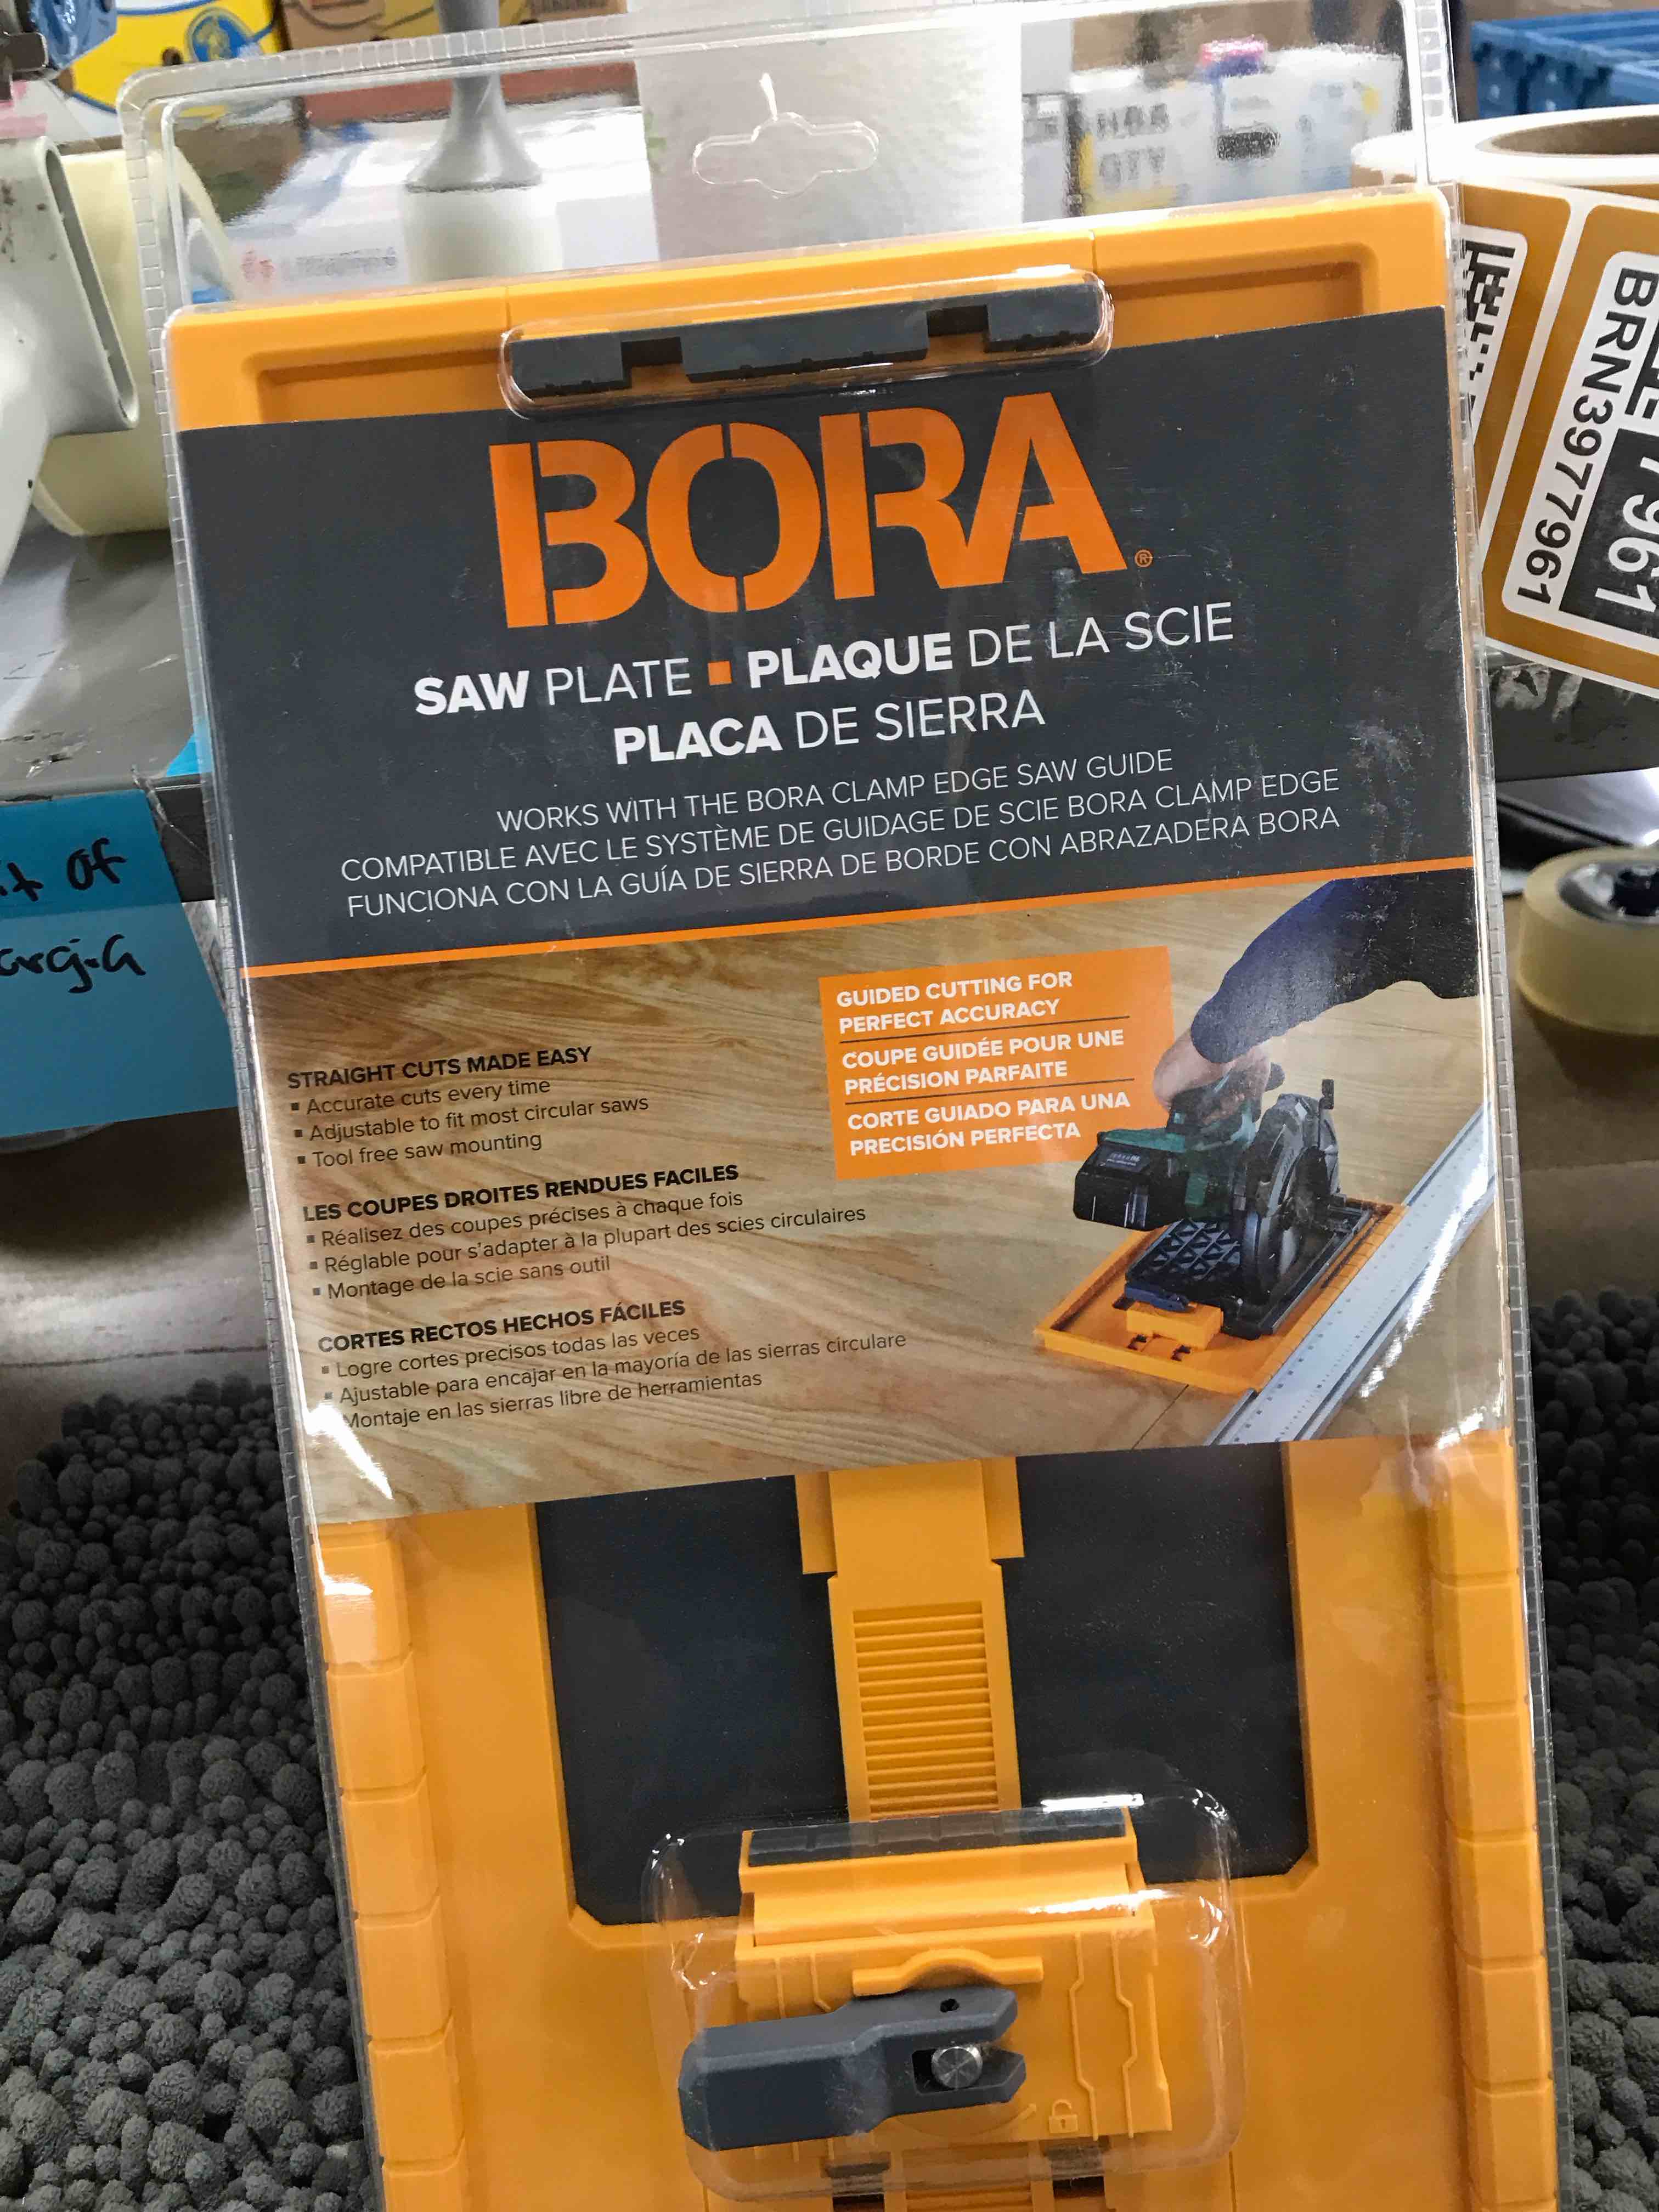 HBA
QTY
BORA®
SAW PLATE ▪ PLAQUE DE LA SCIE
PLACA DE SIERRA
WORKS WITH THE BORA CLAMP EDGE SAW GUIDE
COMPATIBLE AVEC LE SYSTÈME DE GUIDAGE DE SCIE BORA CLAMP EDGE
FUNCIONA CON LA GUÍA DE SIERRA DE BORDE CON ABRAZADERA BORA
GUIDED CUTTING FOR
PERFECT ACCURACY
COUPE GUIDÉE POUR UNE
PRÉCISION PARFAITE
CORTE GUIADO PARA UNA
PRECISIÓN PERFECTA
STRAIGHT CUTS MADE EASY
▪ Accurate cuts every time
▪ Adjustable to fit most circular saws
▪ Tool free saw mounting
LES COUPES DROITES RENDUES FACILES
▪ Réalisez des coupes précises à chaque fois
▪ Réglable pour s'adapter à la plupart des scies circulaires
▪ Montage de la scie sans outil
CORTES RECTOS HECHOS FÁCILES
▪ Logre cortes precisos todas las veces
▪ Ajustable para encajar en la mayoría de las sierras circulare
Montaje en las sierras libre de herramientas
BRN3977961
7961
of